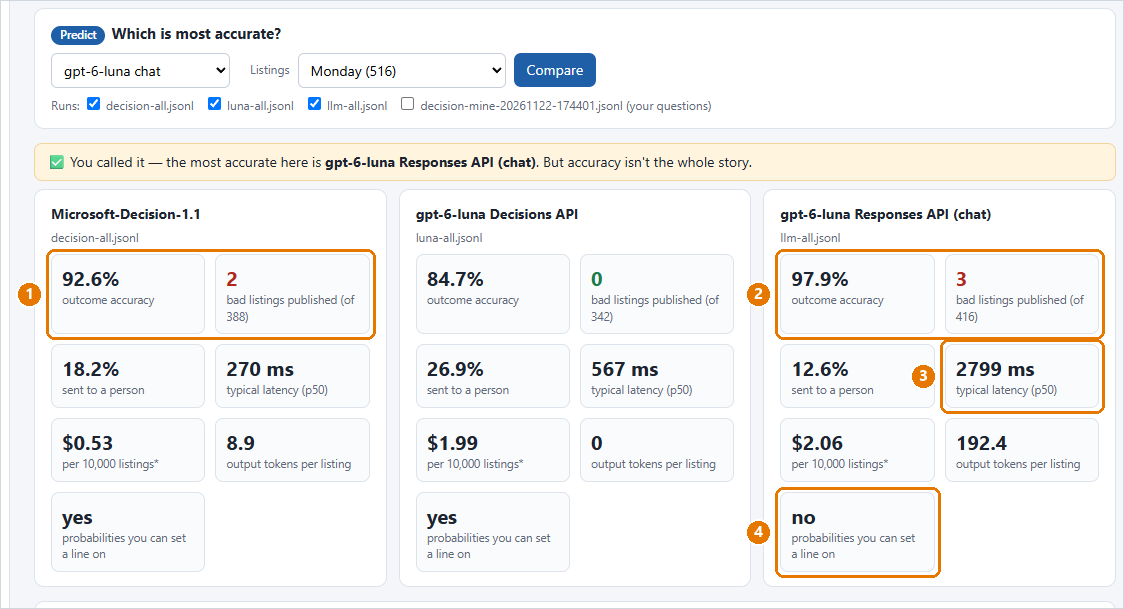 Predict Which is most accurate?
gpt-6-luna chat Listings Monday (516) Compare
Runs: decision-all.jsonl luna-all.jsonl llm-all.jsonl decision-mine-20261122-174401.jsonl (your questions)
You called it — the most accurate here is gpt-6-luna Responses API (chat). But accuracy isn't the whole story.
Microsoft-Decision-1.1
decision-all.jsonl
1
92.6%
outcome accuracy
2
bad listings published (of
388)
18.2%
sent to a person
270 ms
typical latency (p50)
$0.53
per 10,000 listings*
8.9
output tokens per listing
yes
probabilities you can set
a line on
gpt-6-luna Decisions API
luna-all.jsonl
84.7%
outcome accuracy
0
bad listings published (of
342)
26.9%
sent to a person
567 ms
typical latency (p50)
$1.99
per 10,000 listings*
0
output tokens per listing
yes
probabilities you can set
a line on
gpt-6-luna Responses API (chat)
llm-all.jsonl
2
97.9%
outcome accuracy
3
bad listings published (of
416)
12.6%
sent to a person
3
2799 ms
typical latency (p50)
$2.06
per 10,000 listings*
192.4
output tokens per listing
4
no
probabilities you can set
a line on